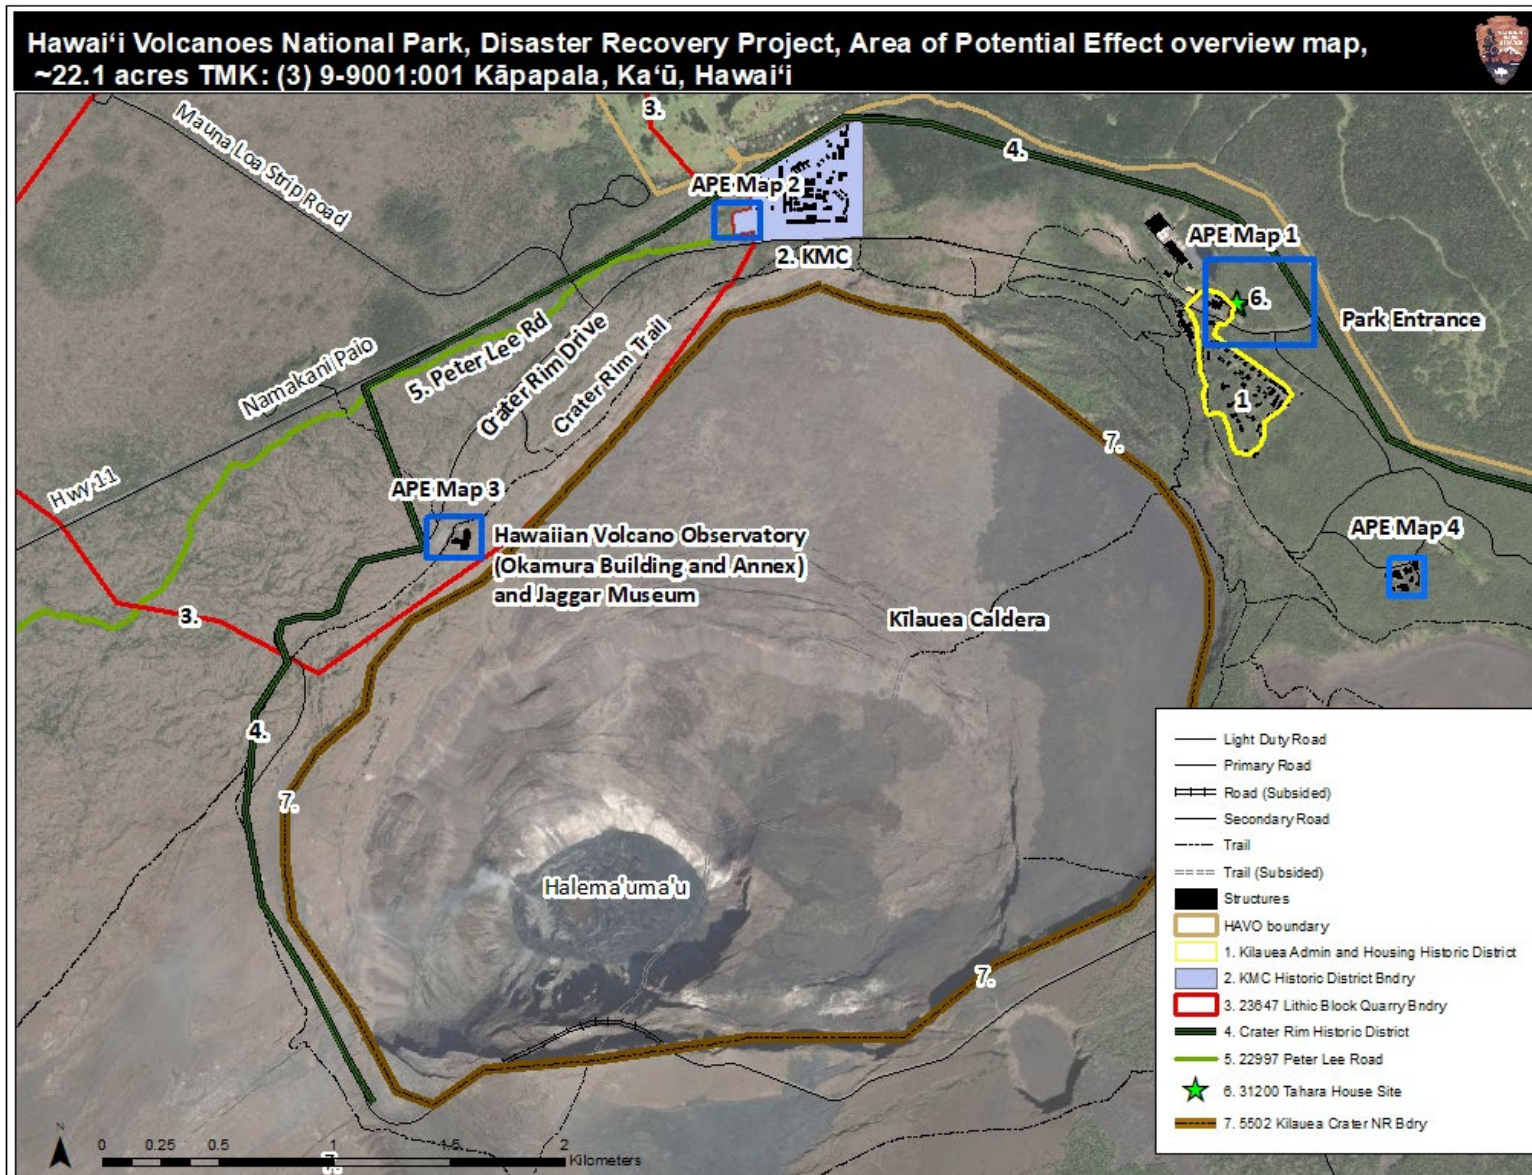 Hawai‘i Volcanoes National Park, Disaster Recovery Project, Area of Potential Effect overview map,
~22.1 acres TMK: (3) 9-9001:001 Kāpapala, Ka‘ū, Hawai‘i
3.
Mauna Loa Strip Road
4.
APE Map 2
APE Map 1
2. KMC
6.
Park Entrance
5. Peter Lee Rd
Crater Rim Drive
Crater Rim Trail
Namakani Paio
1
7.
Hwy 11
APE Map 3
Hawaiian Volcano Observatory
(Okamura Building and Annex)
and Jaggar Museum
APE Map 4
3.
Kīlauea Caldera
4.
7.
Halema'uma'u
7.
Light Duty Road
Primary Road
Road (Subsided)
Secondary Road
Trail
Trail (Subsided)
Structures
HAVO boundary
1. Kilauea Admin and Housing Historic District
2. KMC Historic District Bndry
3. 23647 Lithic Block Quarry Bndry
4. Crater Rim Historic District
5. 22997 Peter Lee Road
6. 31200 Tahara House Site
7. 5502 Kilauea Crater NR Bdry
N
0 0.25 0.5 1 1.5 2
Kilometers
7.